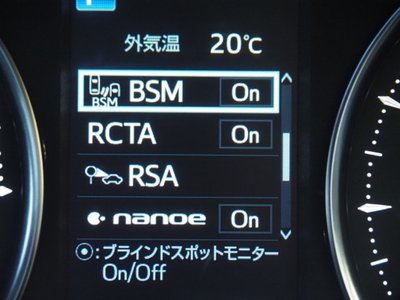 外気温 20℃
BSM BSM On
RCTA On
RSA
nanoe On
⦿:ブラインドスポットモニター
On/Off